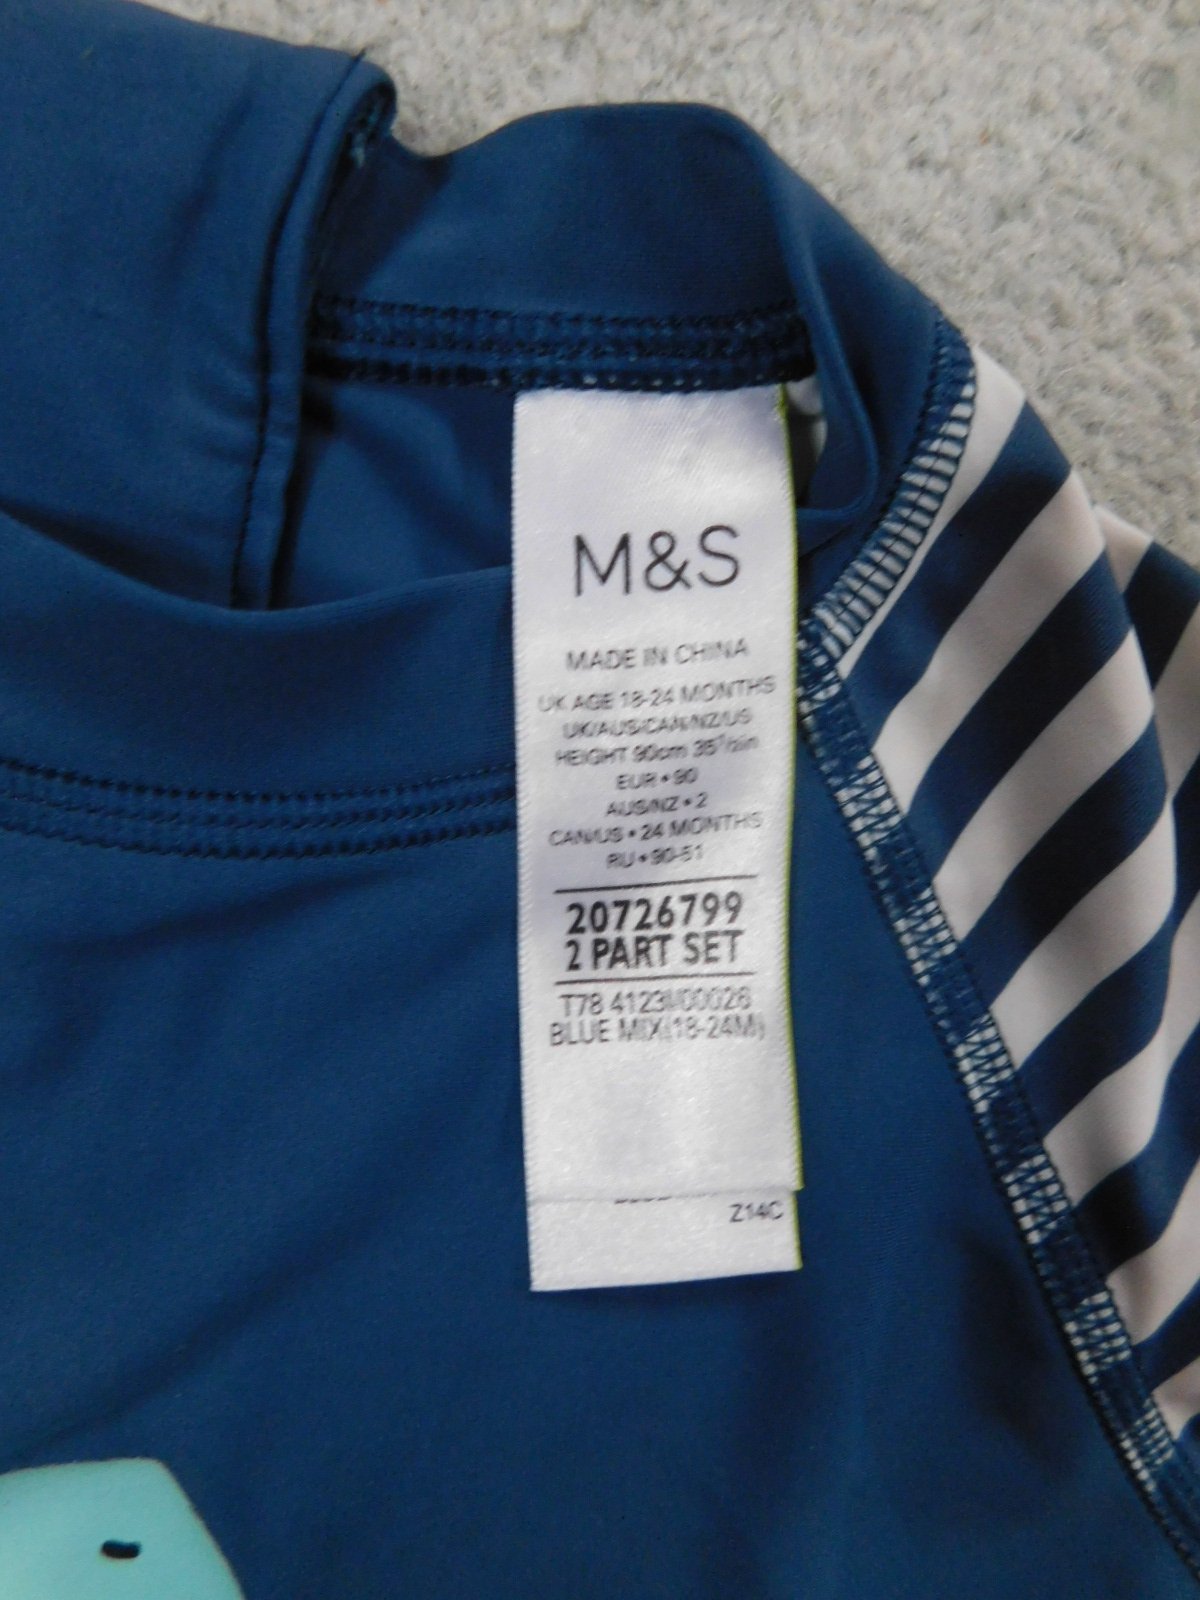 M&S
MADE IN CHINA
UK AGE 18-24 MONTHS
UK/AUS/CAN/NZ/US
HEIGHT 90cm 35½in
EUR • 90
AUS/NZ • 2
CAN/US • 24 MONTHS
RU • 90-51
20726799
2 PART SET
T78 4123I/00026
BLUE MIX(18-24M)
Z14C